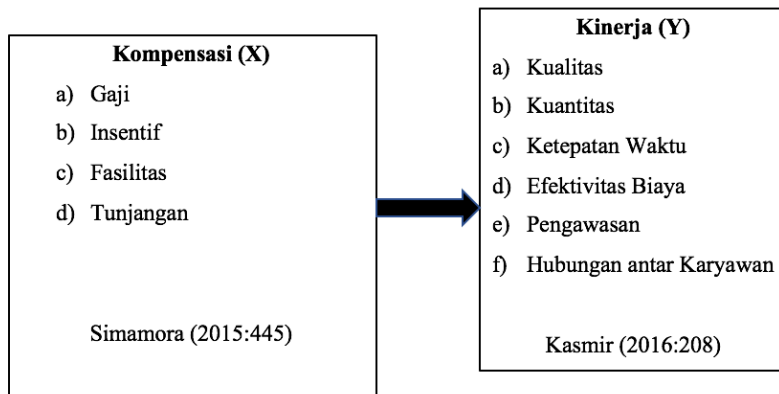 Kompensasi (X)
a) Gaji
b) Insentif
c) Fasilitas
d) Tunjangan
Simamora (2015:445)
Kinerja (Y)
a) Kualitas
b) Kuantitas
c) Ketepatan Waktu
d) Efektivitas Biaya
e) Pengawasan
f) Hubungan antar Karyawan
Kasmir (2016:208)